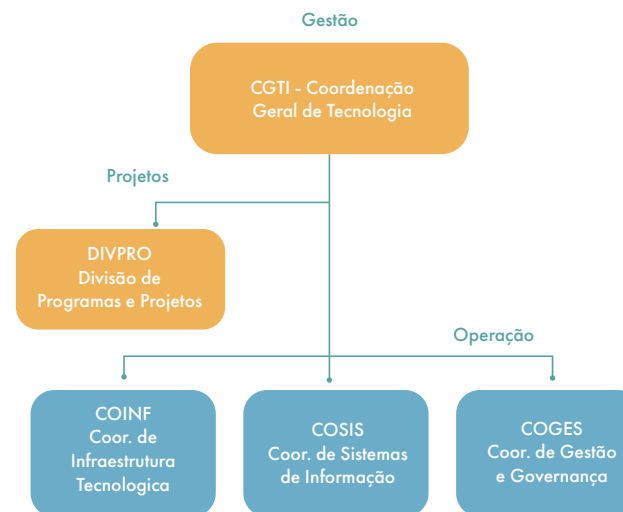 Gestão
CGTI - Coordenação
Geral de Tecnologia
Projetos
DIVPRO
Divisão de
Programas e Projetos
Operação
COINF
Coor. de
Infraestrutura
Tecnologica
COSIS
Coor. de Sistemas
de Informação
COGES
Coor. de Gestão
e Governança